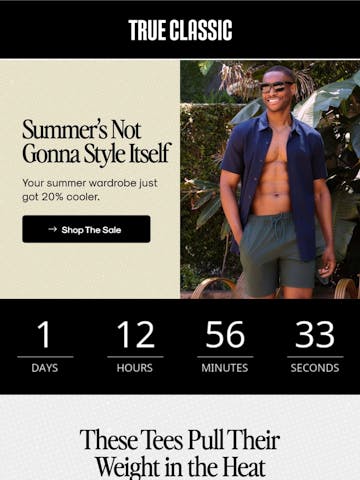 TRUE CLASSIC
Summer's Not
Gonna Style Itself
Your summer wardrobe just
got 20% cooler.
→ Shop The Sale
1 12 56 33
DAYS HOURS MINUTES SECONDS
These Tees Pull Their
Weight in the Heat